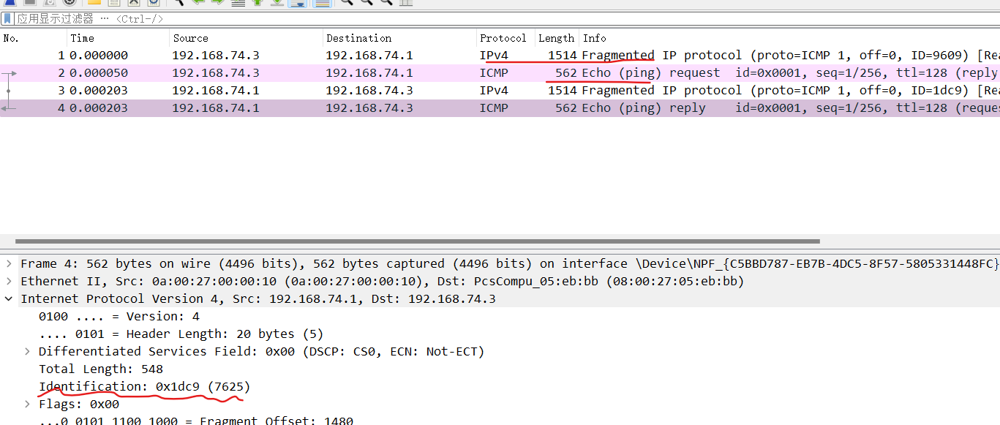 应用显示过滤器 … <Ctrl-/>
No. Time Source Destination Protocol Length Info
1 0.000000 192.168.74.3 192.168.74.1 IPv4 1514 Fragmented IP protocol (proto=ICMP 1, off=0, ID=9609) [Rea
2 0.000050 192.168.74.3 192.168.74.1 ICMP 562 Echo (ping) request id=0x0001, seq=1/256, ttl=128 (reply
3 0.000203 192.168.74.1 192.168.74.3 IPv4 1514 Fragmented IP protocol (proto=ICMP 1, off=0, ID=1dc9) [Rea
4 0.000203 192.168.74.1 192.168.74.3 ICMP 562 Echo (ping) reply id=0x0001, seq=1/256, ttl=128 (reque
Frame 4: 562 bytes on wire (4496 bits), 562 bytes captured (4496 bits) on interface \Device\NPF_{C5BBD787-EB7B-4DC5-8F57-5805331448FC}
Ethernet II, Src: 0a:00:27:00:00:10 (0a:00:27:00:00:10), Dst: PcsCompu_05:eb:bb (08:00:27:05:eb:bb)
Internet Protocol Version 4, Src: 192.168.74.1, Dst: 192.168.74.3
0100 .... = Version: 4
.... 0101 = Header Length: 20 bytes (5)
Differentiated Services Field: 0x00 (DSCP: CS0, ECN: Not-ECT)
Total Length: 548
Identification: 0x1dc9 (7625)
Flags: 0x00
...0 0101 1100 1000 = Fragment Offset: 1480